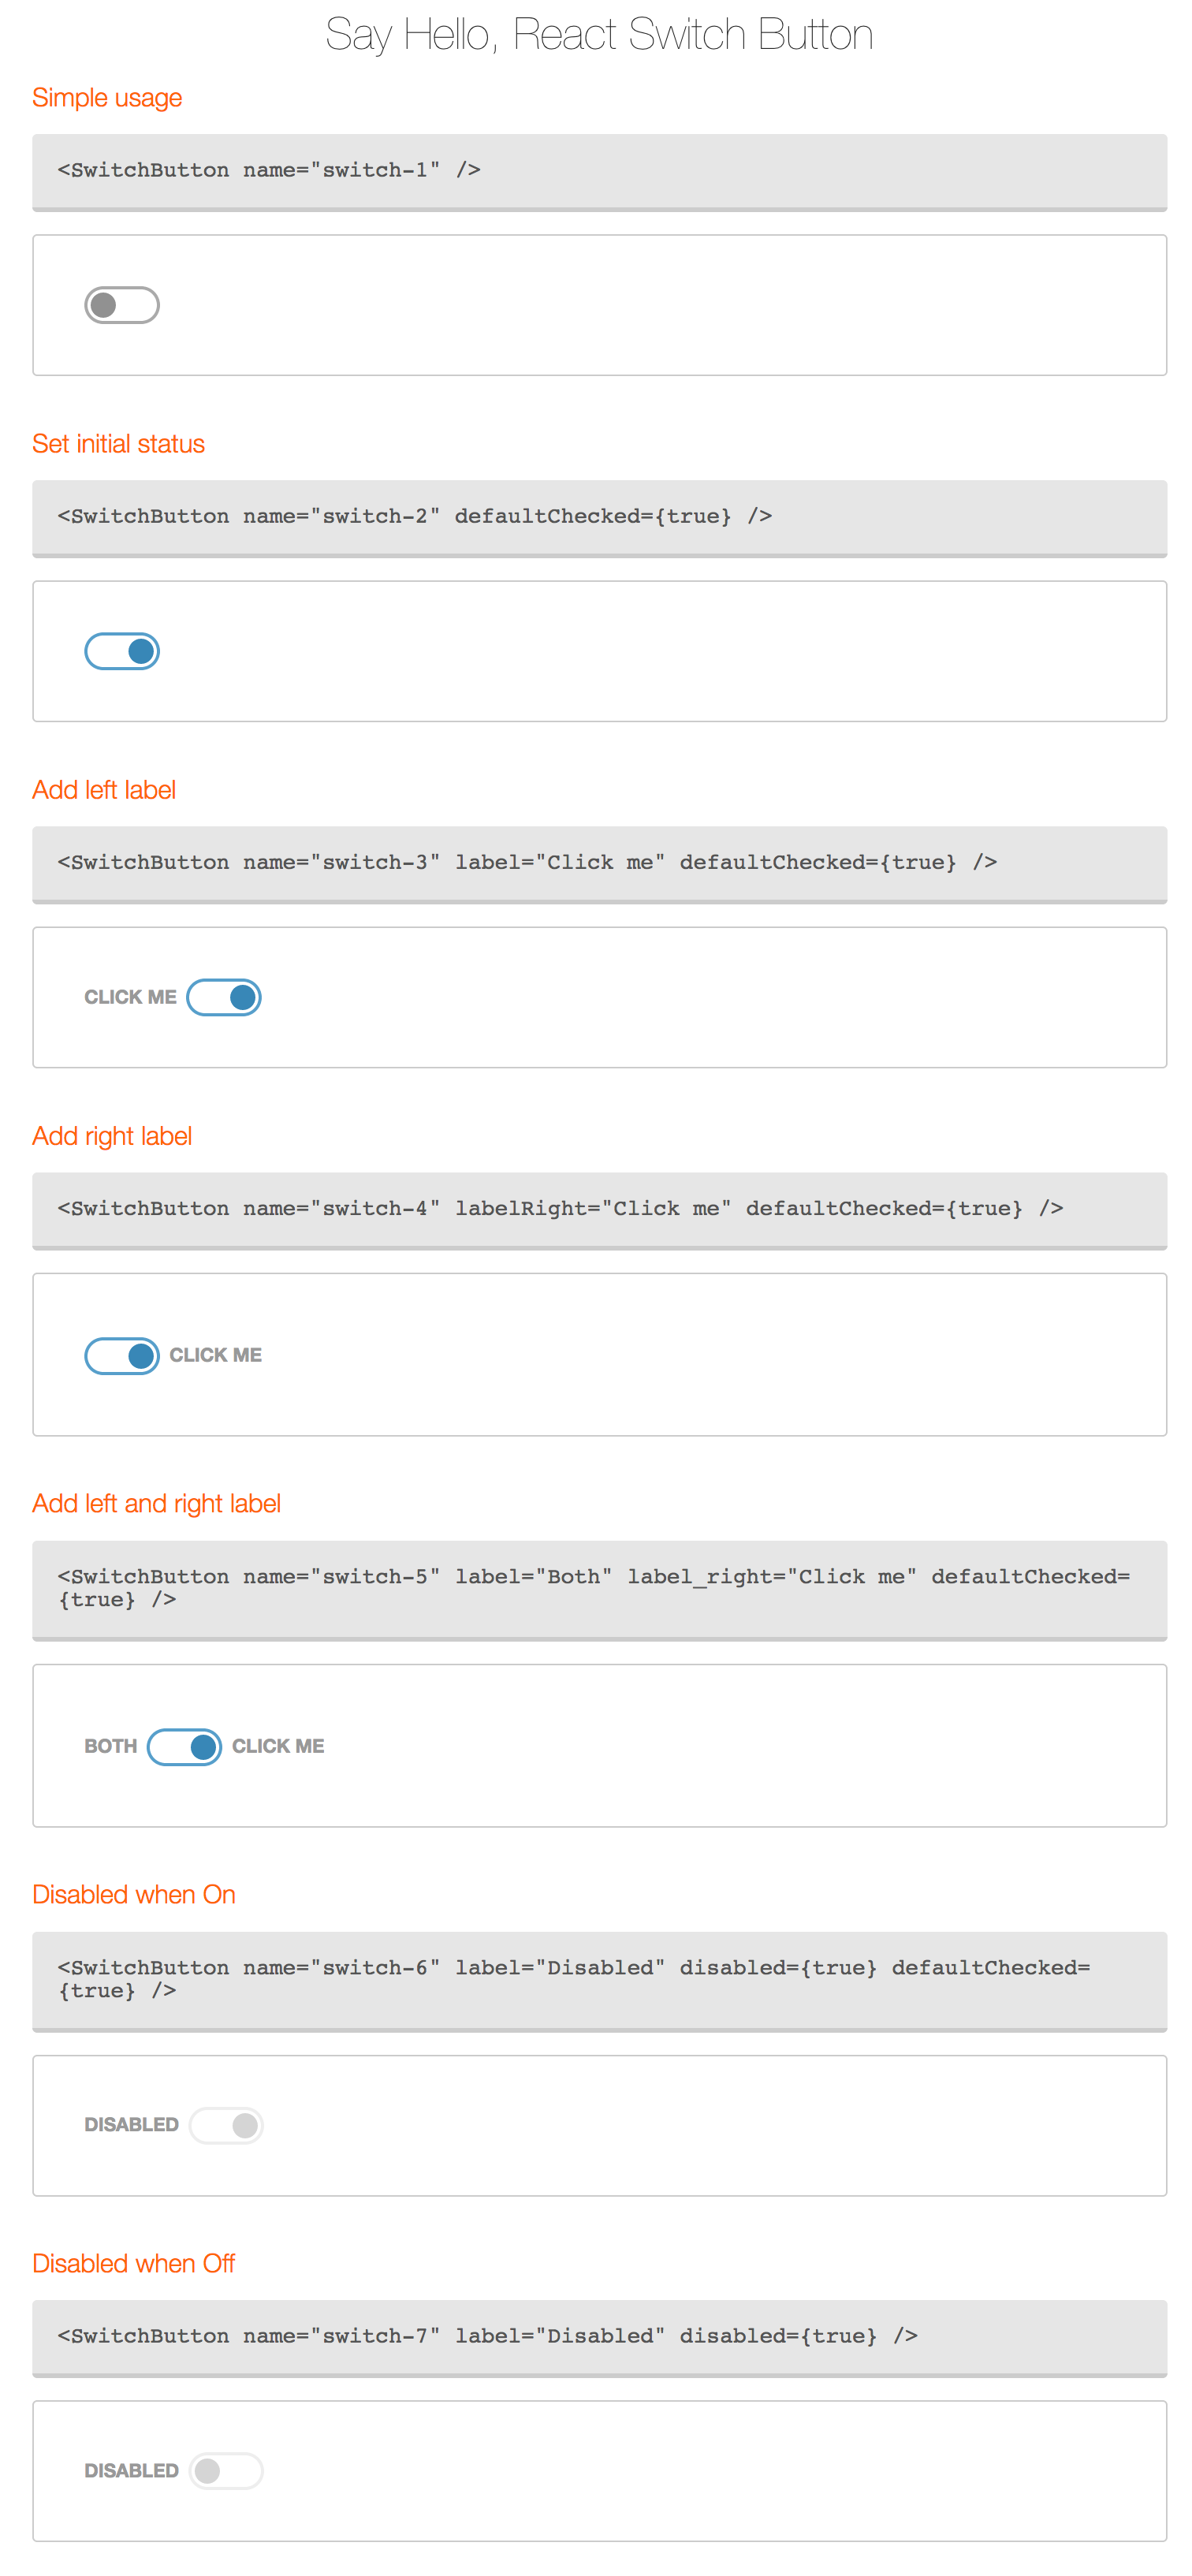 Say Hello, React Switch Button
Simple usage
<SwitchButton name="switch-1" />
Set initial status
<SwitchButton name="switch-2" defaultChecked={true} />
Add left label
<SwitchButton name="switch-3" label="Click me" defaultChecked={true} />
CLICK ME
Add right label
<SwitchButton name="switch-4" labelRight="Click me" defaultChecked={true} />
CLICK ME
Add left and right label
<SwitchButton name="switch-5" label="Both" label_right="Click me" defaultChecked=
{true} />
BOTH CLICK ME
Disabled when On
<SwitchButton name="switch-6" label="Disabled" disabled={true} defaultChecked=
{true} />
DISABLED
Disabled when Off
<SwitchButton name="switch-7" label="Disabled" disabled={true} />
DISABLED